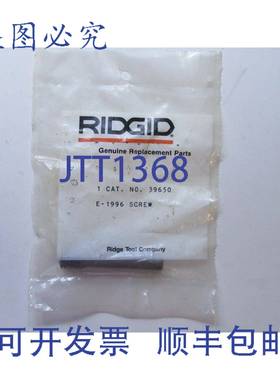 是图必究
RIDGID
Genuine Replacement Parts
JTT1368
1 CAT. NO. 39650
E-1996 SCREW
Ridge Tool Company
可开发票 顺丰包邮